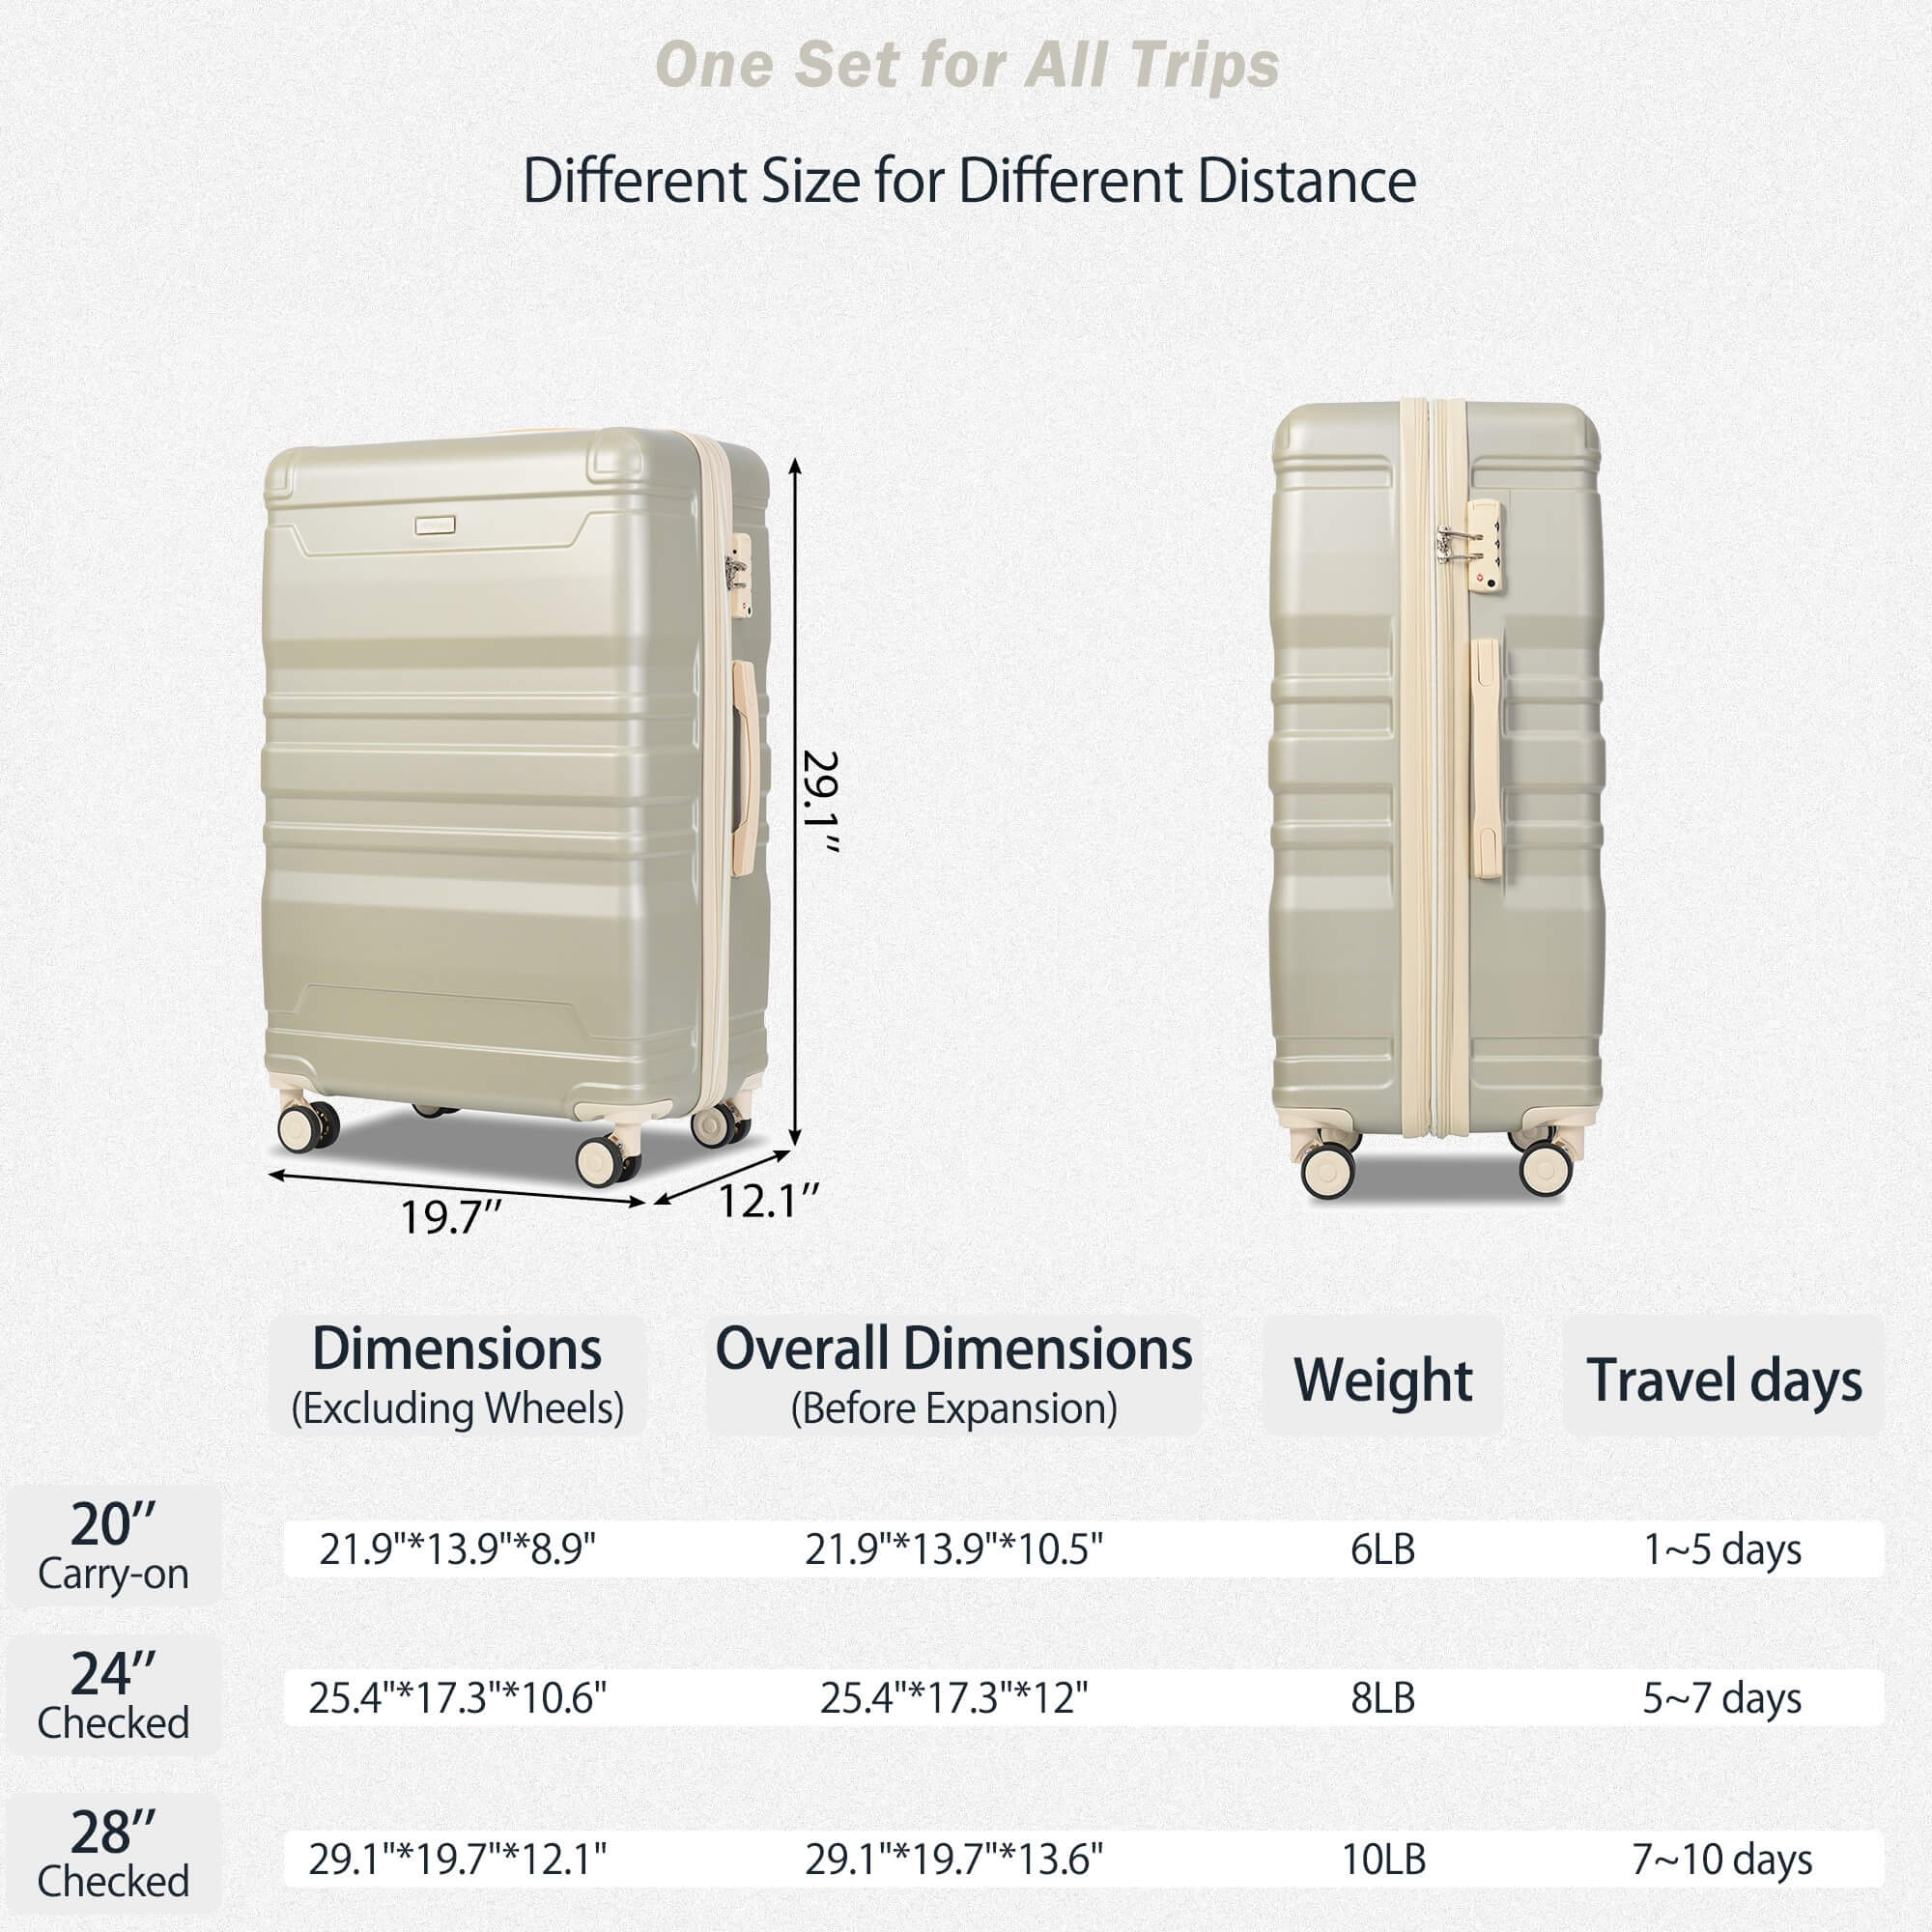 One Set for All Trips
Different Size for Different Distance
29.1’’
19.7’’
12.1’’
Dimensions
(Excluding Wheels)
Overall Dimensions
(Before Expansion)
Weight
Travel days
20’’
Carry-on
21.9"*13.9"*8.9"
21.9"*13.9"*10.5"
6LB
1~5 days
24’’
Checked
25.4"*17.3"*10.6"
25.4"*17.3"*12"
8LB
5~7 days
28’’
Checked
29.1"*19.7"*12.1"
29.1"*19.7"*13.6"
10LB
7~10 days